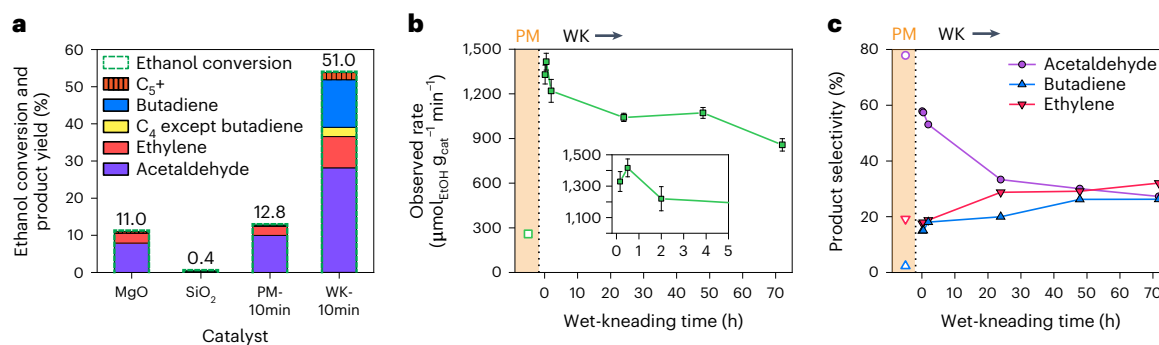 a
Ethanol conversion and
product yield (%)
60
50
40
30
20
10
0
Ethanol conversion
C5+
Butadiene
C4 except butadiene
Ethylene
Acetaldehyde
11.0
0.4
12.8
51.0
MgO
SiO2
PM-
10min
WK-
10min
Catalyst
b
PM
WK
Observed rate
(μmolEtOH gcat−1 min−1)
1,500
1,200
900
600
300
0
1,500
1,300
1,100
0 1 2 3 4 5
0 10 20 30 40 50 60 70
Wet-kneading time (h)
c
PM
WK
Product selectivity (%)
80
60
40
20
0
Acetaldehyde
Butadiene
Ethylene
0 10 20 30 40 50 60 70
Wet-kneading time (h)